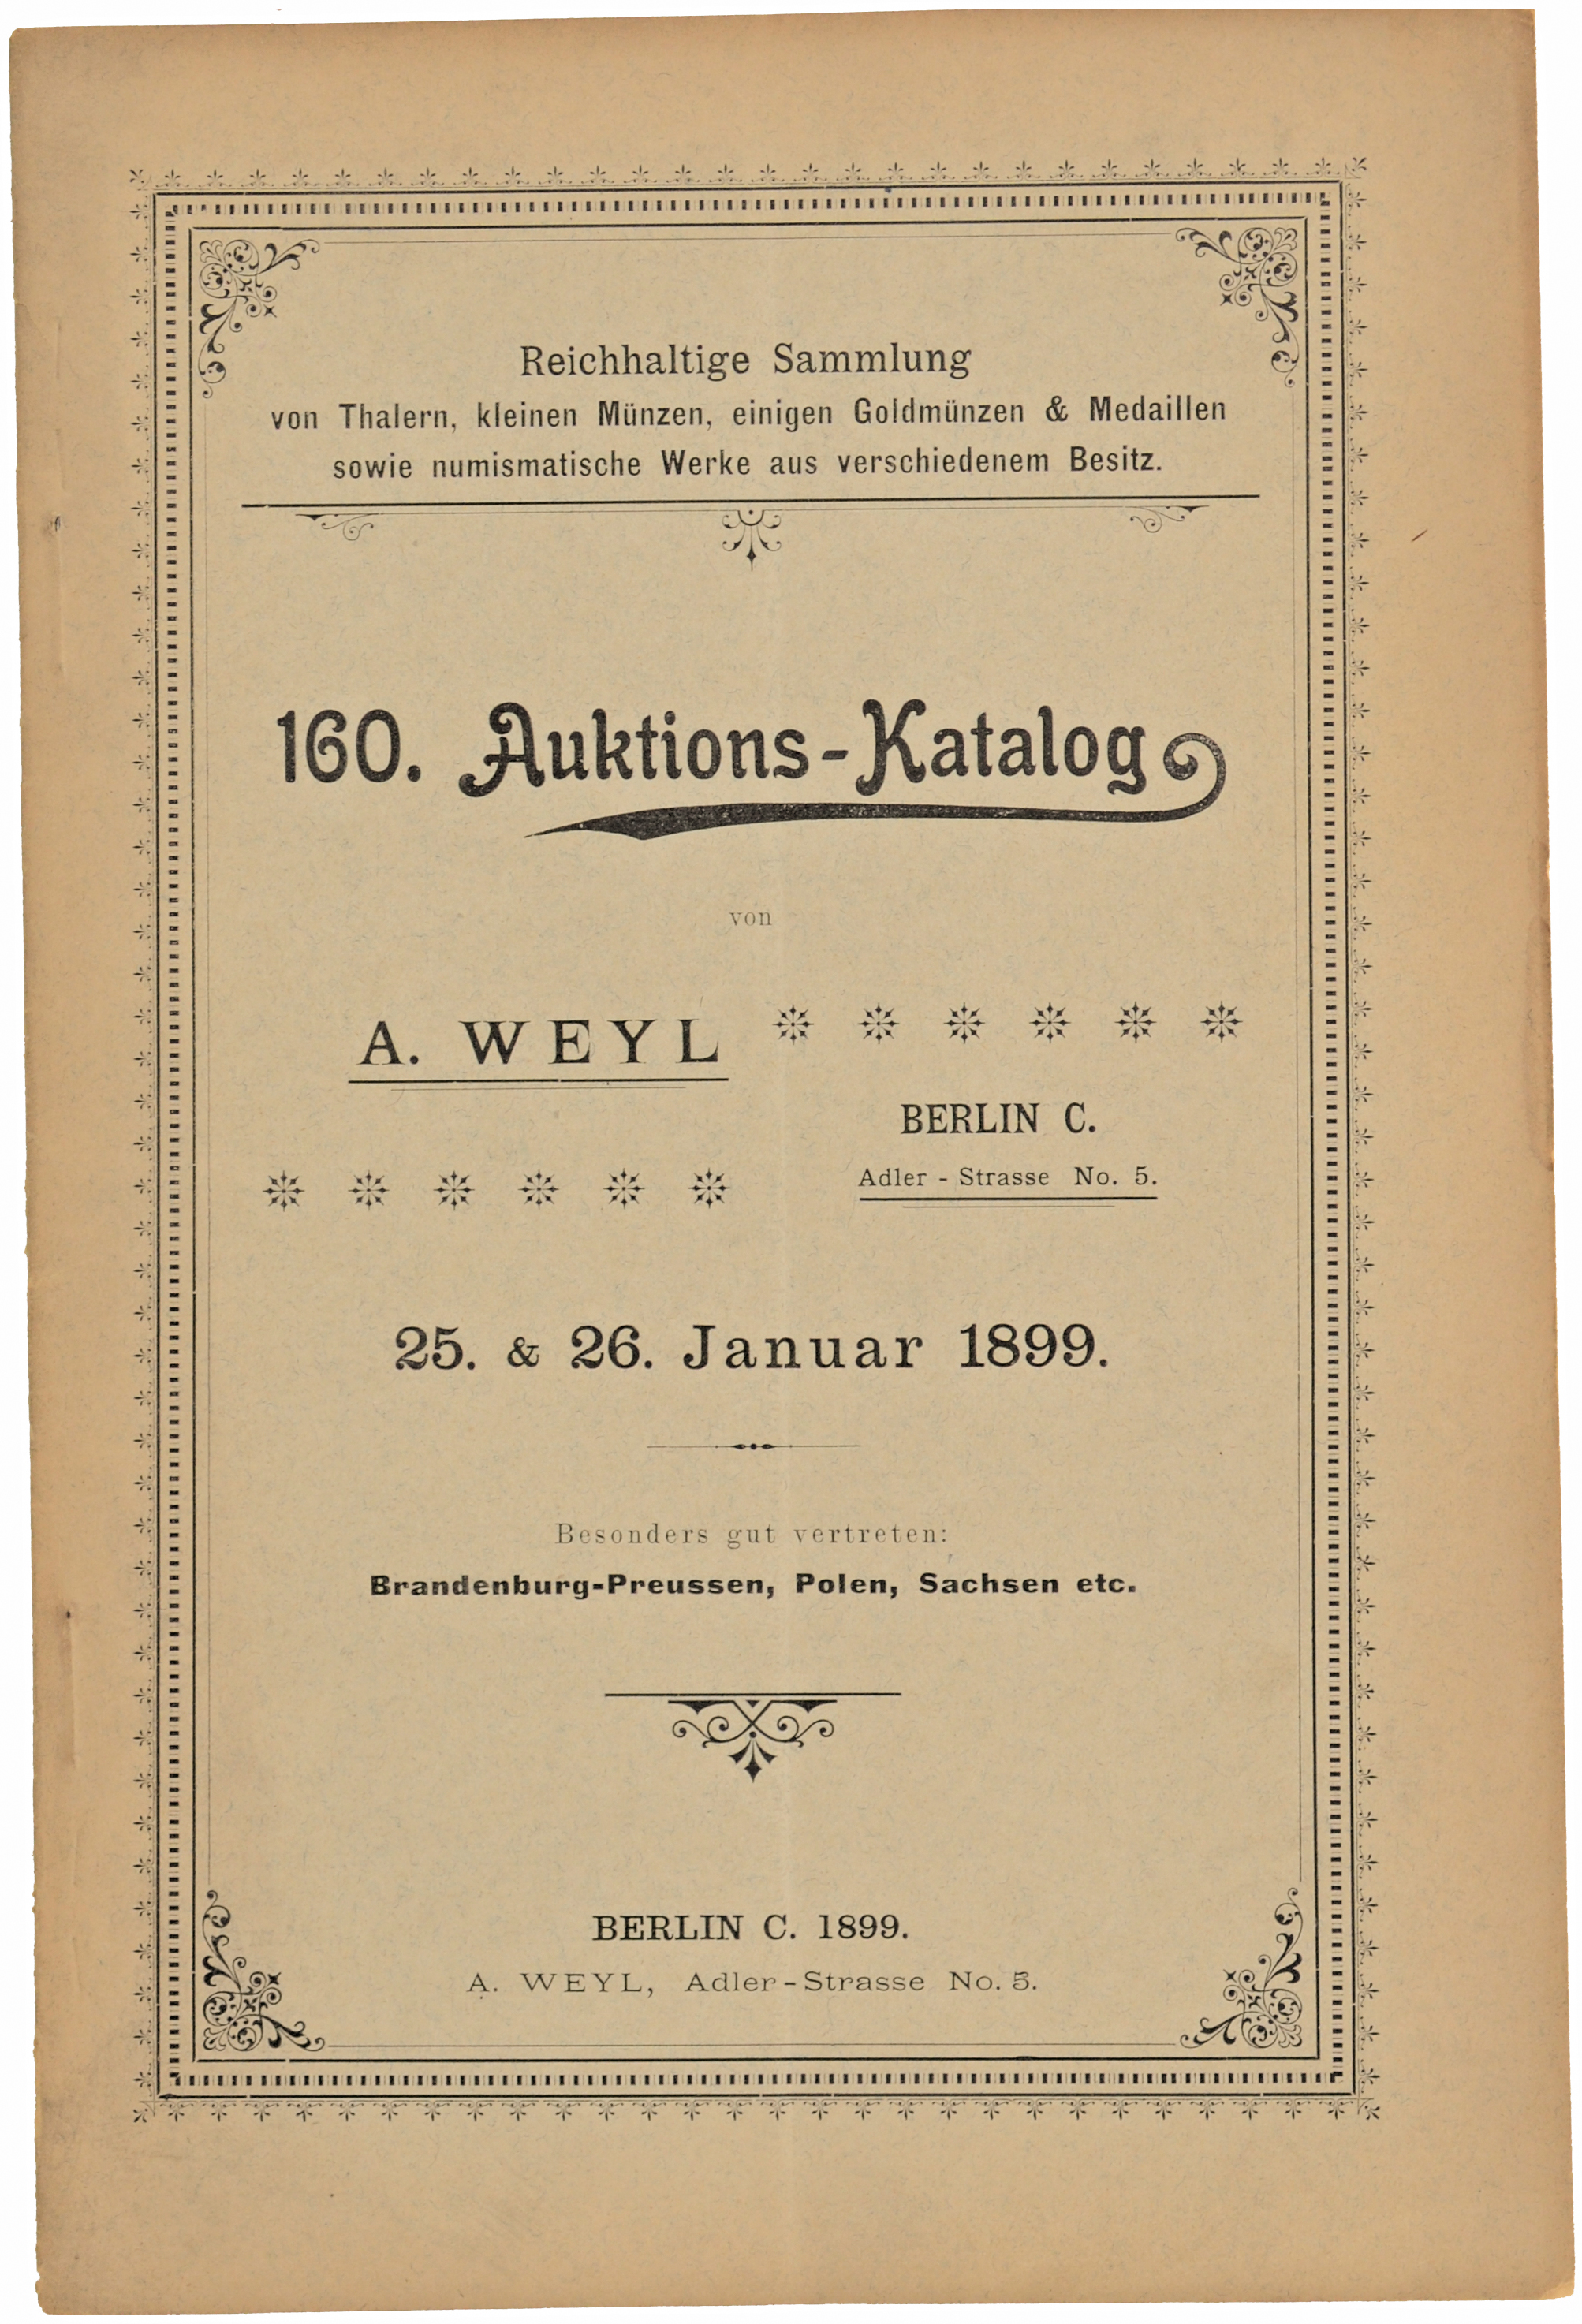 Reichhaltige Sammlung
von Thalern, kleinen Münzen, einigen Goldmünzen & Medaillen
sowie numismatische Werke aus verschiedenem Besitz.
160. Auktions-Katalog
von
A. WEYL
BERLIN C.
Adler - Strasse No. 5.
25. & 26. Januar 1899.
Besonders gut vertreten:
Brandenburg-Preussen, Polen, Sachsen etc.
BERLIN C. 1899.
A. WEYL, Adler-Strasse No. 5.